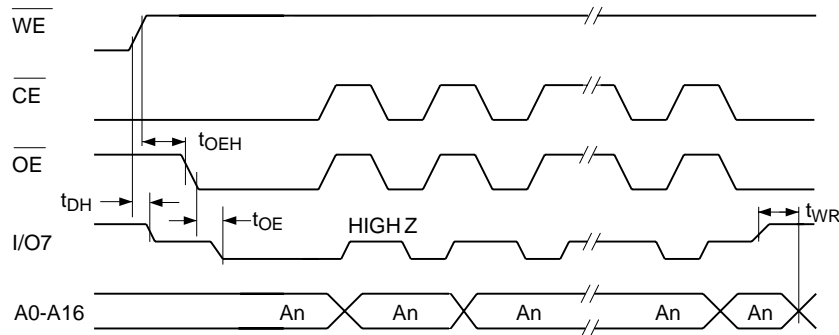 WE
CE
tOEH
OE
tDH
tOE
HIGH Z
tWR
I/O7
A0-A16
An An An An An